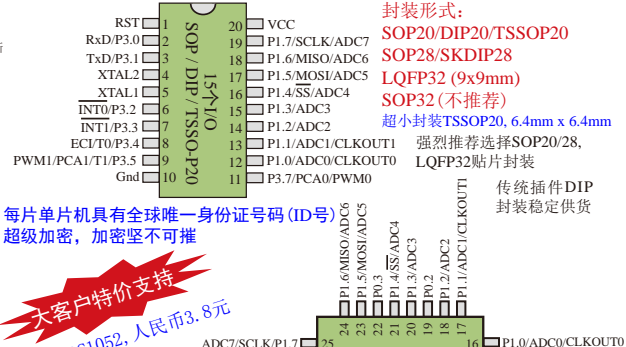 RST 1 20 VCC
RxD/P3.0 2 19 P1.7/SCLK/ADC7
TxD/P3.1 3 18 P1.6/MISO/ADC6
XTAL2 4 17 P1.5/MOSI/ADC5
XTAL1 5 16 P1.4/SS/ADC4
INT0/P3.2 6 15 P1.3/ADC3
INT1/P3.3 7 14 P1.2/ADC2
ECI/T0/P3.4 8 13 P1.1/ADC1/CLKOUT1
PWM1/PCA1/T1/P3.5 9 12 P1.0/ADC0/CLKOUT0
Gnd 10 11 P3.7/PCA0/PWM0
15个I/O
SOP / DIP / TSSO-P20
封装形式:
SOP20/DIP20/TSSOP20
SOP28/SKDIP28
LQFP32 (9x9mm)
SOP32(不推荐)
超小封装TSSOP20, 6.4mm x 6.4mm
强烈推荐选择SOP20/28,
LQFP32贴片封装
传统插件DIP
封装稳定供货
每片单片机具有全球唯一身份证号码(ID号)
超级加密，加密坚不可摧
大客户特价支持
1052, 人民币3.8元
P1.6/MISO/ADC6
P1.5/MOSI/ADC5
P0.3
P1.4/SS/ADC4
P1.3/ADC3
P0.2
P1.2/ADC2
P1.1/ADC1/CLKOUT1
24 23 22 21 20 19 18 17
ADC7/SCLK/P1.7 25 16 P1.0/ADC0/CLKOUT0